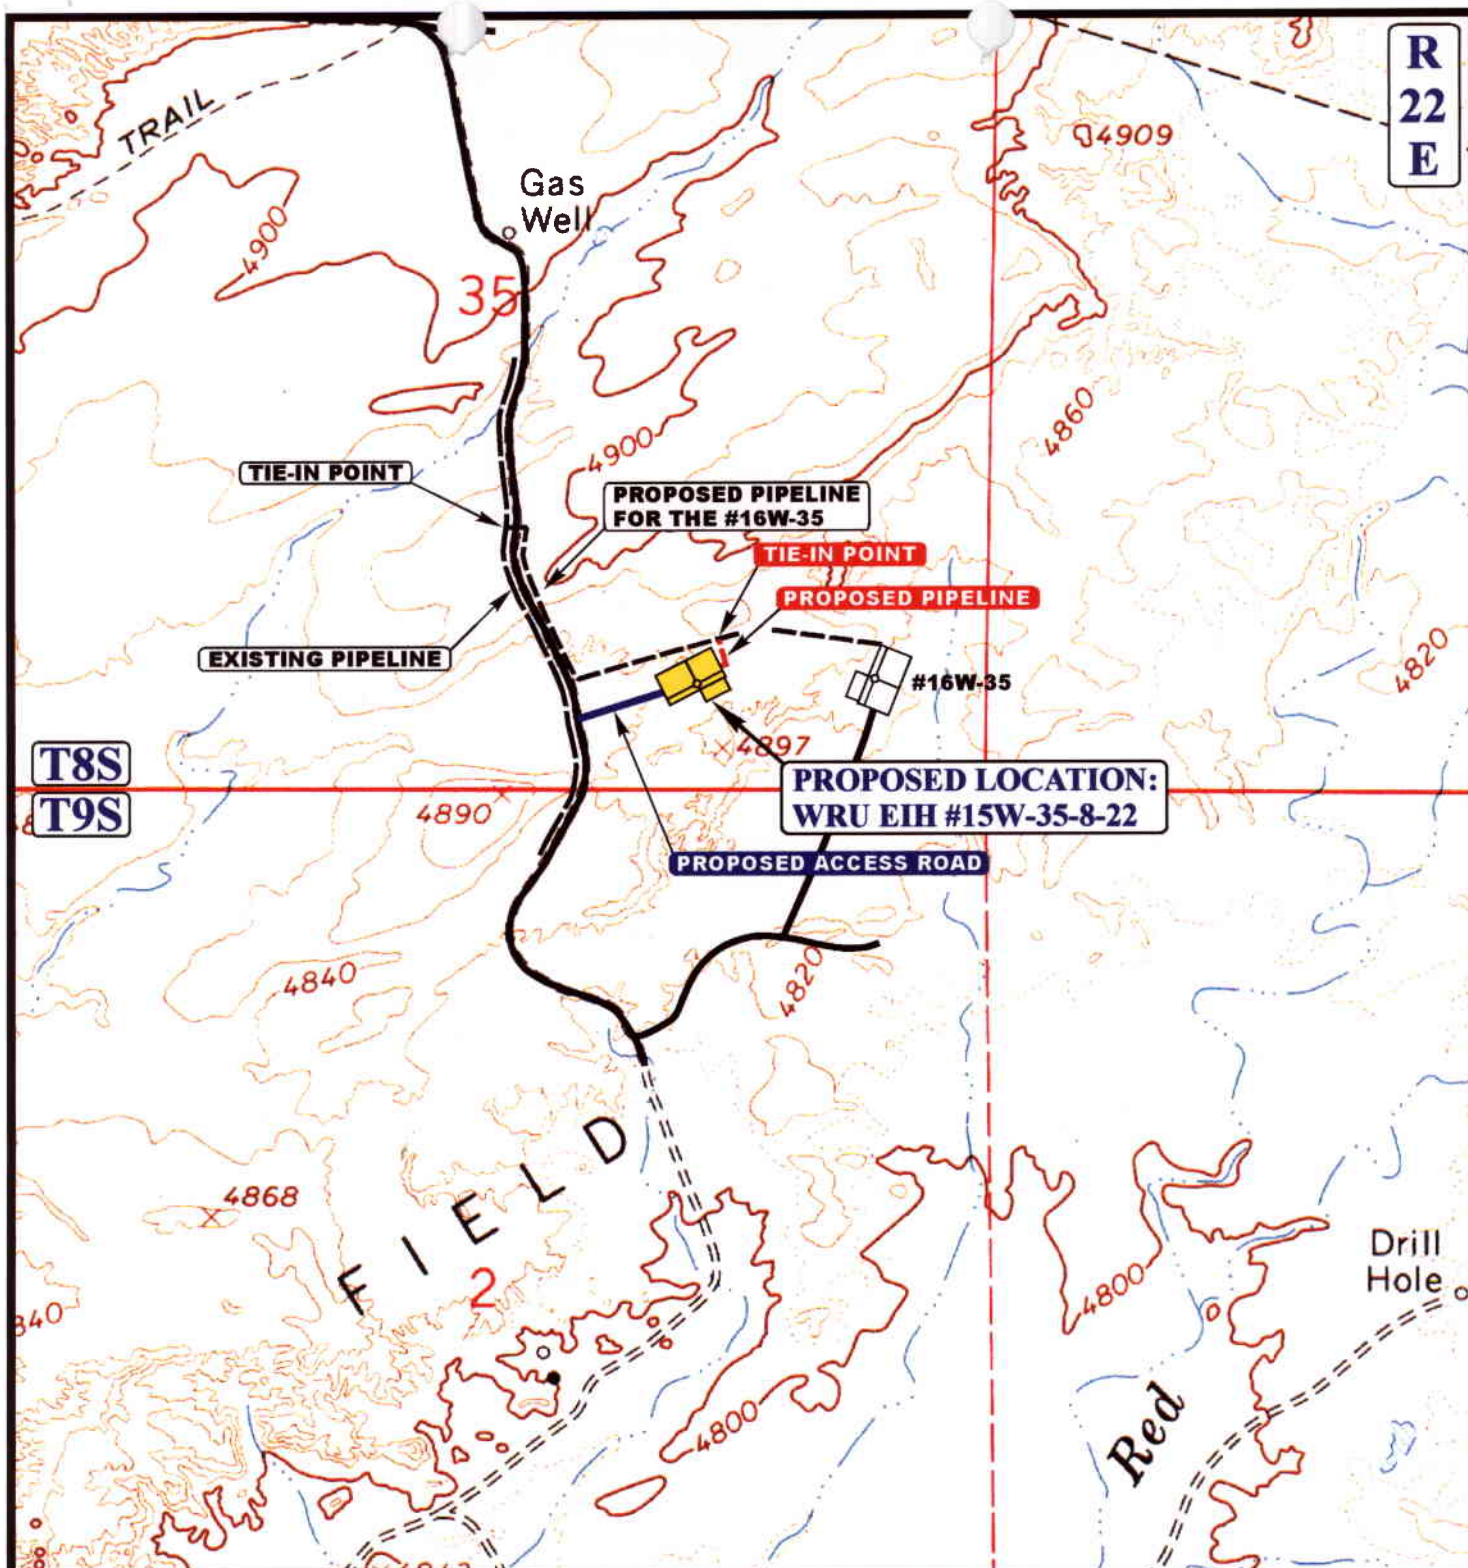 R
22
E
TRAIL
4909
Gas
Well
4900
35
4860
4900
TIE-IN POINT
PROPOSED PIPELINE
FOR THE #16W-35
TIE-IN POINT
PROPOSED PIPELINE
EXISTING PIPELINE
4820
#16W-35
4897
T8S
PROPOSED LOCATION:
WRU EIH #15W-35-8-22
T9S
4890
PROPOSED ACCESS ROAD
4840
4820
FIELD
4868
Drill
Hole
2
4800
840
Red
4800